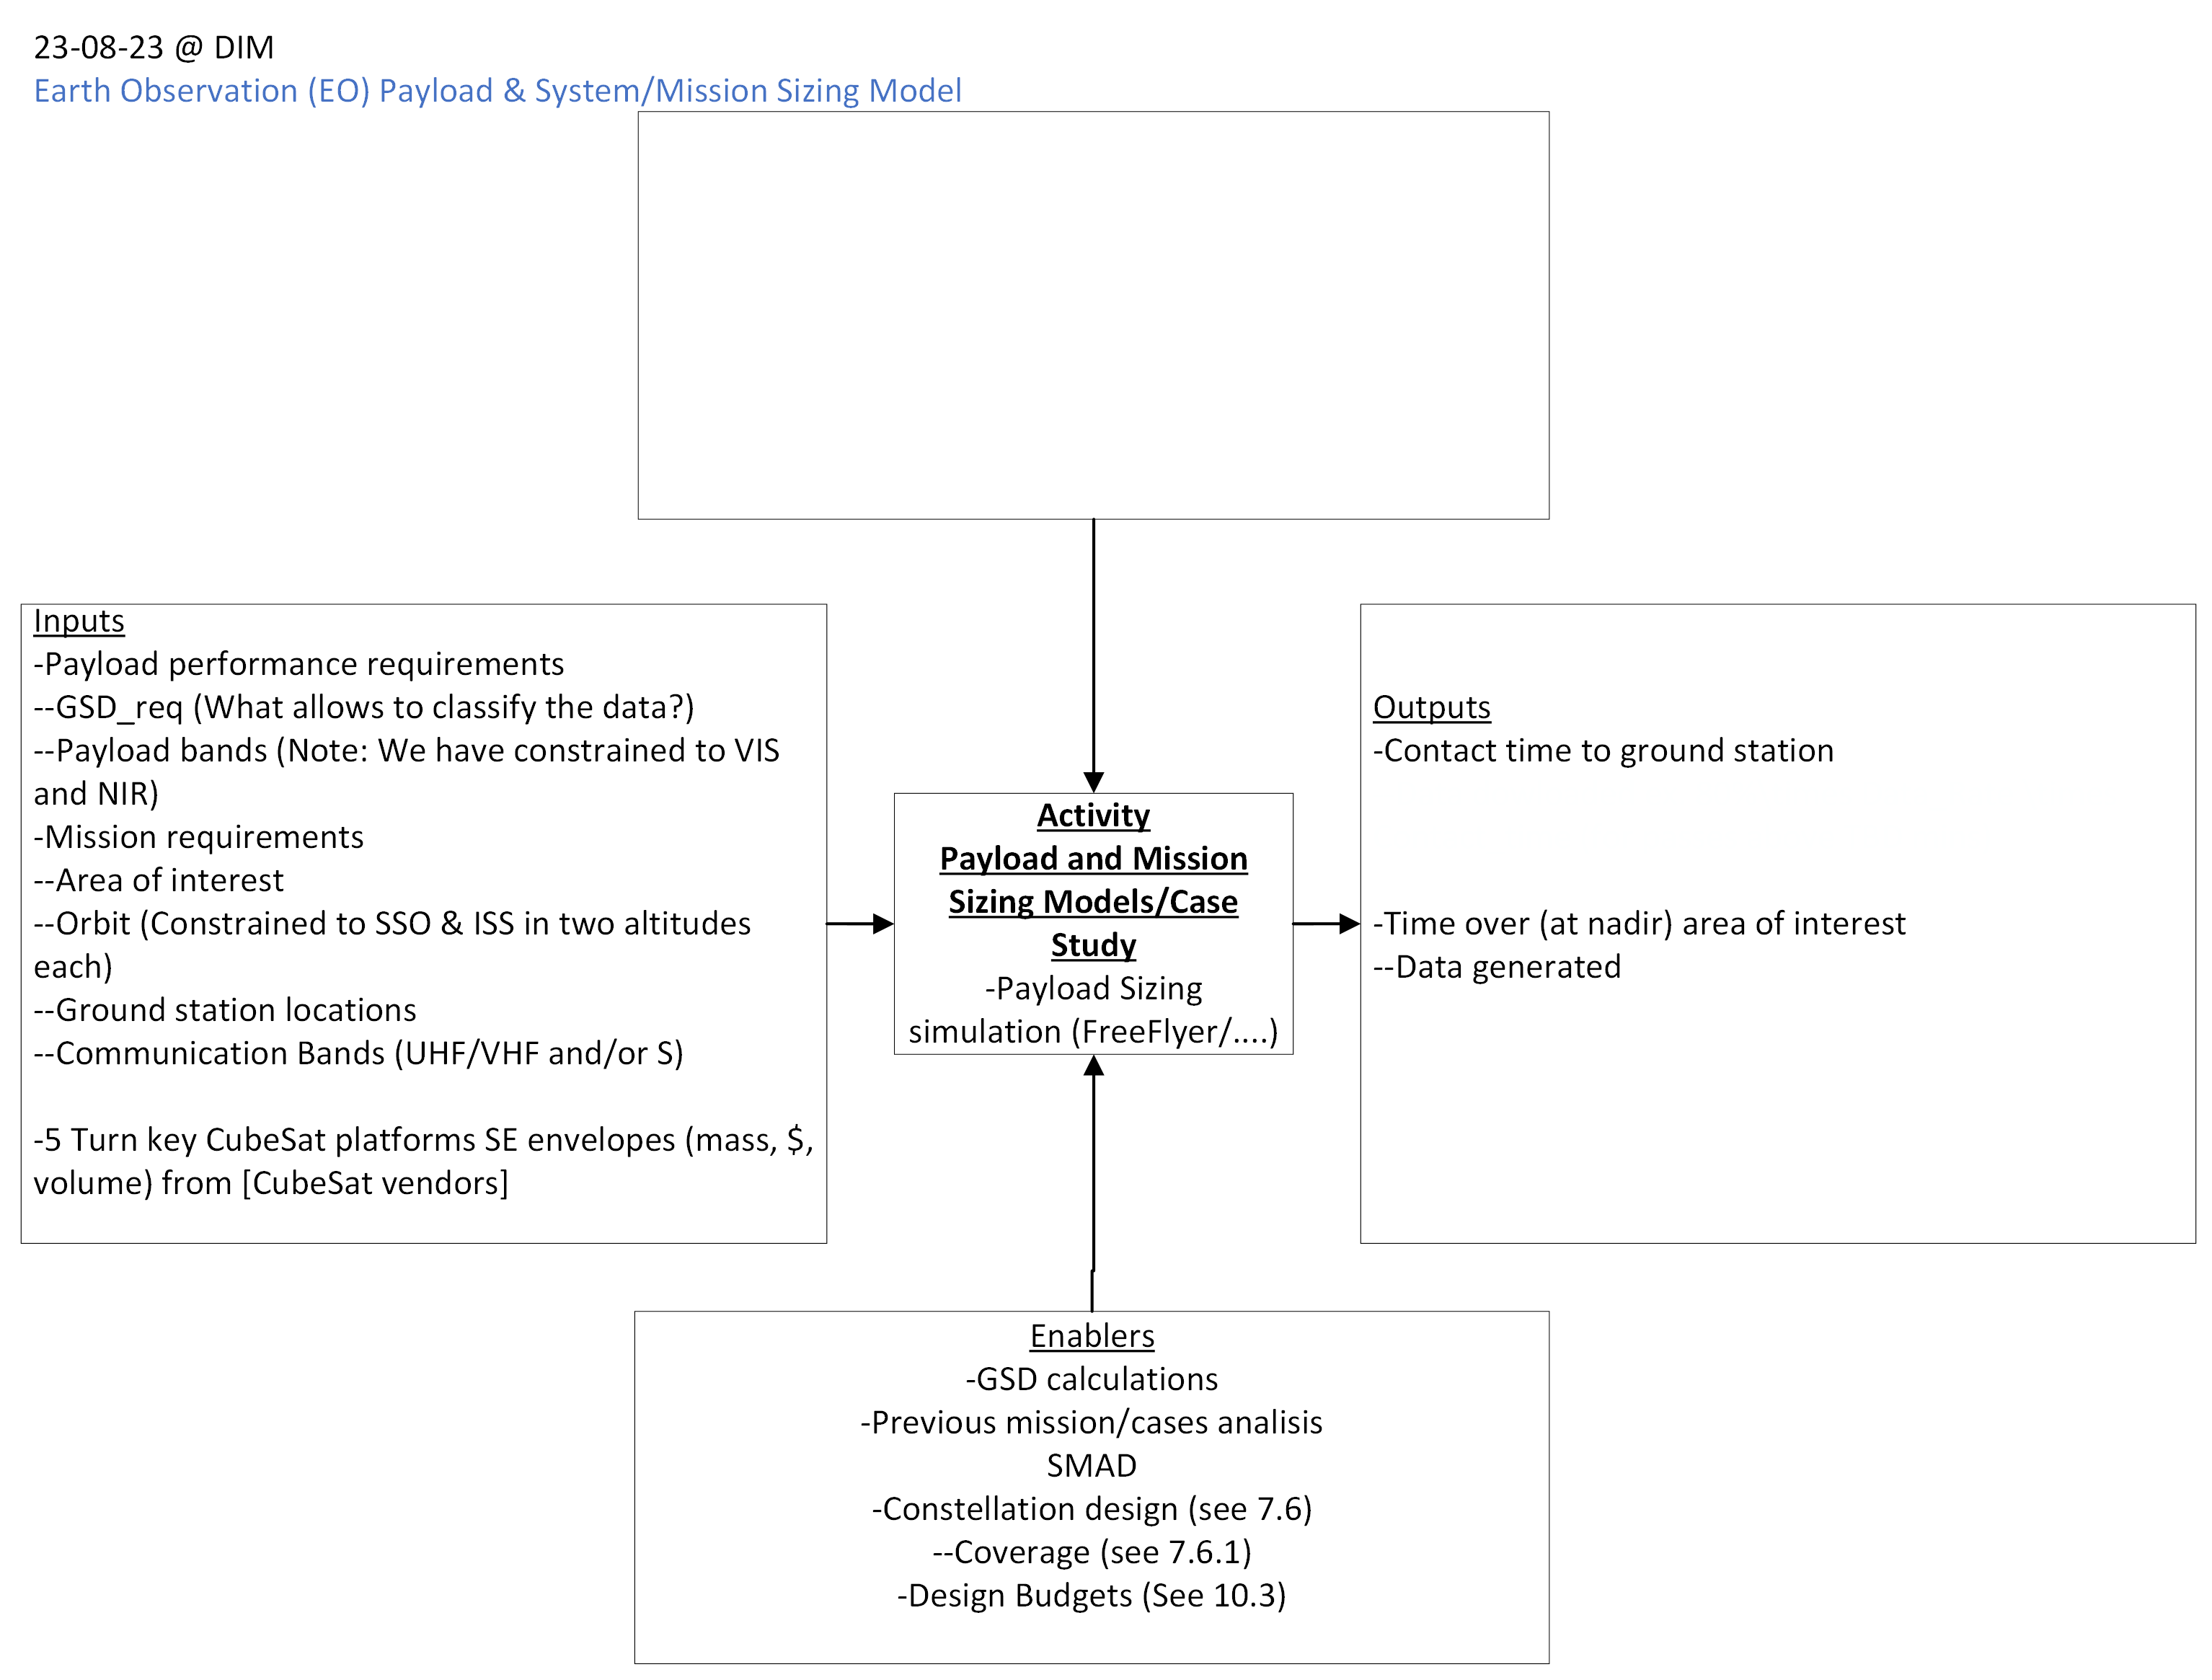 23-08-23 @ DIM
Earth Observation (EO) Payload & System/Mission Sizing Model
Inputs
-Payload performance requirements
--GSD_req (What allows to classify the data?)
--Payload bands (Note: We have constrained to VIS
and NIR)
-Mission requirements
--Area of interest
--Orbit (Constrained to SSO & ISS in two altitudes
each)
--Ground station locations
--Communication Bands (UHF/VHF and/or S)
-5 Turn key CubeSat platforms SE envelopes (mass, $,
volume) from [CubeSat vendors]
Activity
Payload and Mission
Sizing Models/Case
Study
-Payload Sizing
simulation (FreeFlyer/....)
Outputs
-Contact time to ground station
-Time over (at nadir) area of interest
--Data generated
Enablers
-GSD calculations
-Previous mission/cases analisis
SMAD
-Constellation design (see 7.6)
--Coverage (see 7.6.1)
-Design Budgets (See 10.3)